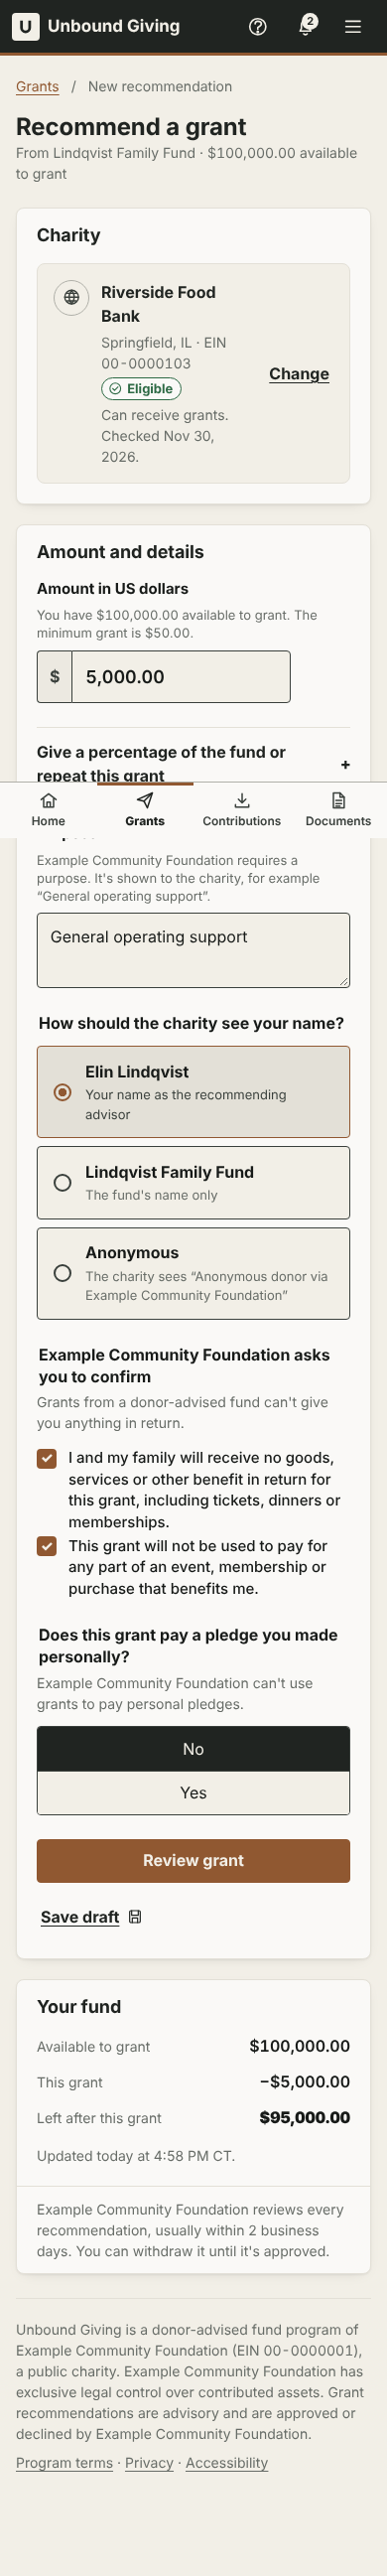 U Unbound Giving
2
Grants / New recommendation
Recommend a grant
From Lindqvist Family Fund · $100,000.00 available
to grant
Charity
Riverside Food
Bank
Springfield, IL · EIN
00-0000103
Eligible
Can receive grants.
Checked Nov 30,
2026.
Change
Amount and details
Amount in US dollars
You have $100,000.00 available to grant. The
minimum grant is $50.00.
$ 5,000.00
Give a percentage of the fund or
repeat this grant
+
Home Grants Contributions Documents
Example Community Foundation requires a
purpose. It's shown to the charity, for example
“General operating support”.
General operating support
How should the charity see your name?
Elin Lindqvist
Your name as the recommending
advisor
Lindqvist Family Fund
The fund's name only
Anonymous
The charity sees “Anonymous donor via
Example Community Foundation”
Example Community Foundation asks
you to confirm
Grants from a donor-advised fund can't give
you anything in return.
I and my family will receive no goods,
services or other benefit in return for
this grant, including tickets, dinners or
memberships.
This grant will not be used to pay for
any part of an event, membership or
purchase that benefits me.
Does this grant pay a pledge you made
personally?
Example Community Foundation can't use
grants to pay personal pledges.
No
Yes
Review grant
Save draft
Your fund
Available to grant $100,000.00
This grant −$5,000.00
Left after this grant $95,000.00
Updated today at 4:58 PM CT.
Example Community Foundation reviews every
recommendation, usually within 2 business
days. You can withdraw it until it's approved.
Unbound Giving is a donor-advised fund program of
Example Community Foundation (EIN 00-0000001),
a public charity. Example Community Foundation has
exclusive legal control over contributed assets. Grant
recommendations are advisory and are approved or
declined by Example Community Foundation.
Program terms · Privacy · Accessibility